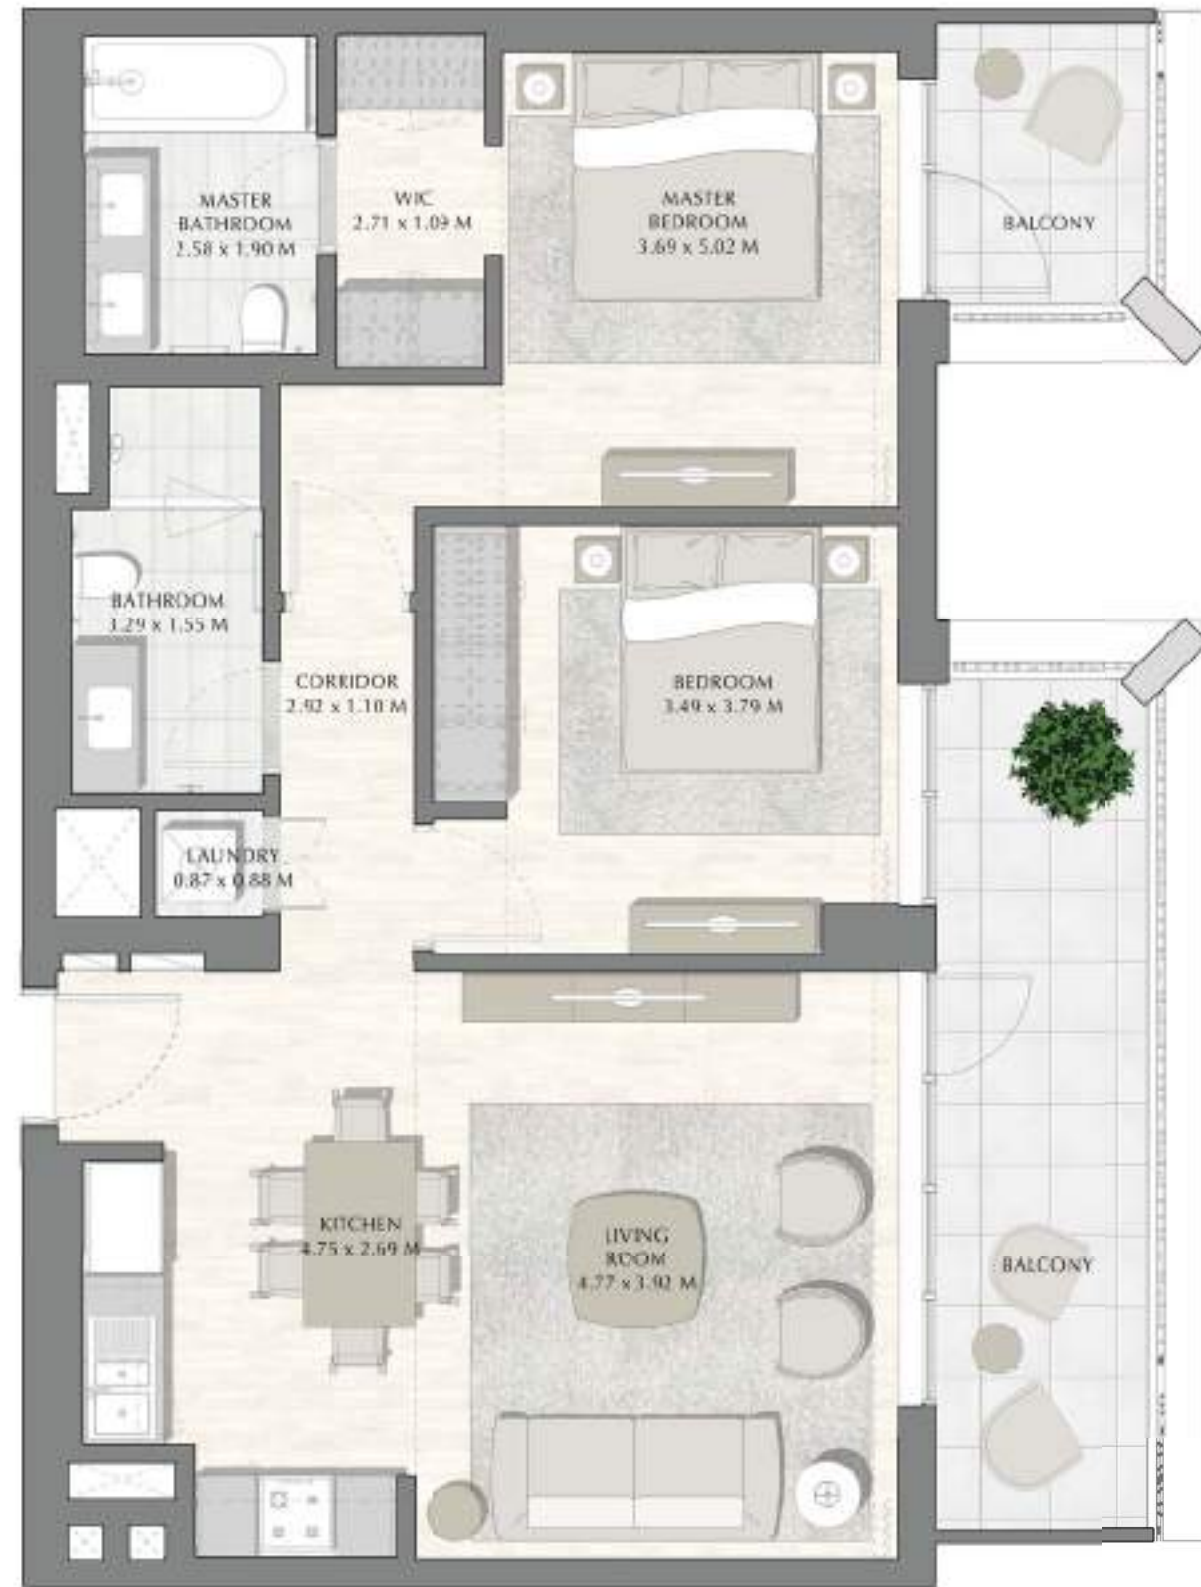 MASTER
BATHROOM
2.58 x 1.90 M
WIC
2.71 x 1.09 M
MASTER
BEDROOM
3.69 x 5.02 M
BALCONY
BATHROOM
3.29 x 1.55 M
CORRIDOR
2.92 x 1.10 M
BEDROOM
3.49 x 3.79 M
LAUNDRY
0.87 x 0.88 M
KITCHEN
4.75 x 2.69 M
LIVING
ROOM
4.77 x 3.92 M
BALCONY